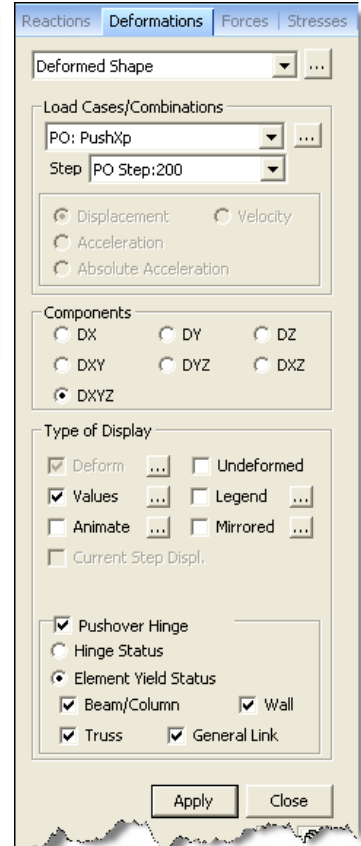 Reactions Deformations Forces Stresses
Deformed Shape ...
Load Cases/Combinations
PO: PushXp ...
Step PO Step:200
Displacement Velocity
Acceleration
Absolute Acceleration
Components
DX DY DZ
DXY DYZ DXZ
DXYZ
Type of Display
Deform ... Undeformed
Values ... Legend ...
Animate ... Mirrored ...
Current Step Displ.
Pushover Hinge
Hinge Status
Element Yield Status
Beam/Column Wall
Truss General Link
Apply Close